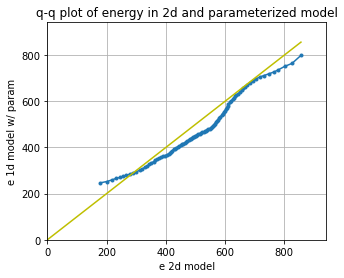 q-q plot of energy in 2d and parameterized model
800
600
400
200
0
e 1d model w/ param
0 200 400 600 800
e 2d model